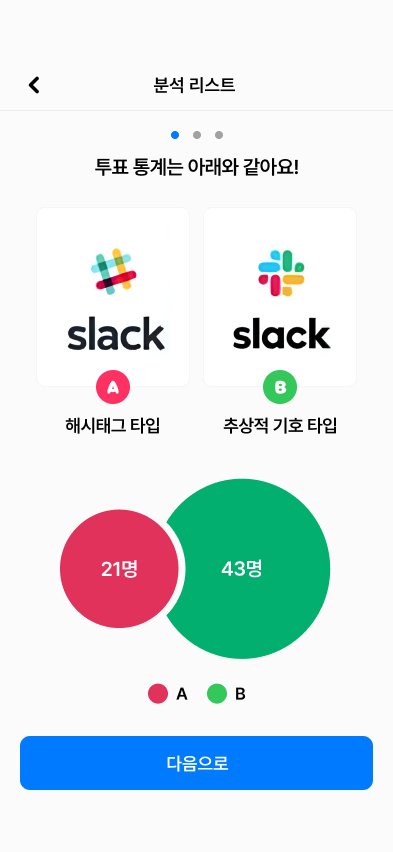 분석 리스트
투표 통계는 아래와 같아요!
slack
slack
A
B
해시태그 타입
추상적 기호 타입
21명
43명
A
B
다음으로